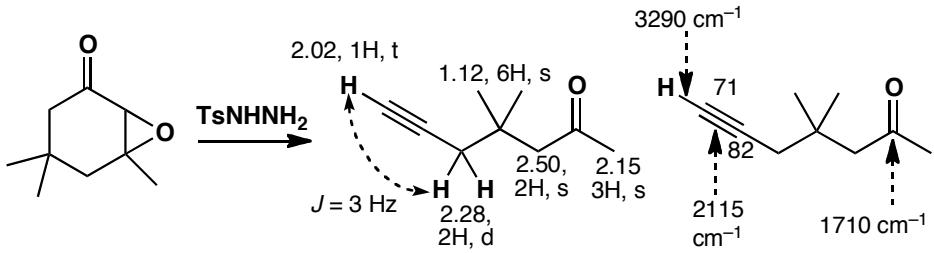 O
O
TsNHNH₂
2.02, 1H, t
H
1.12, 6H, s
O
2.50,
2H, s
2.15
3H, s
H H
J = 3 Hz
2.28,
2H, d
3290 cm⁻¹
H
71
82
O
2115
cm⁻¹
1710 cm⁻¹